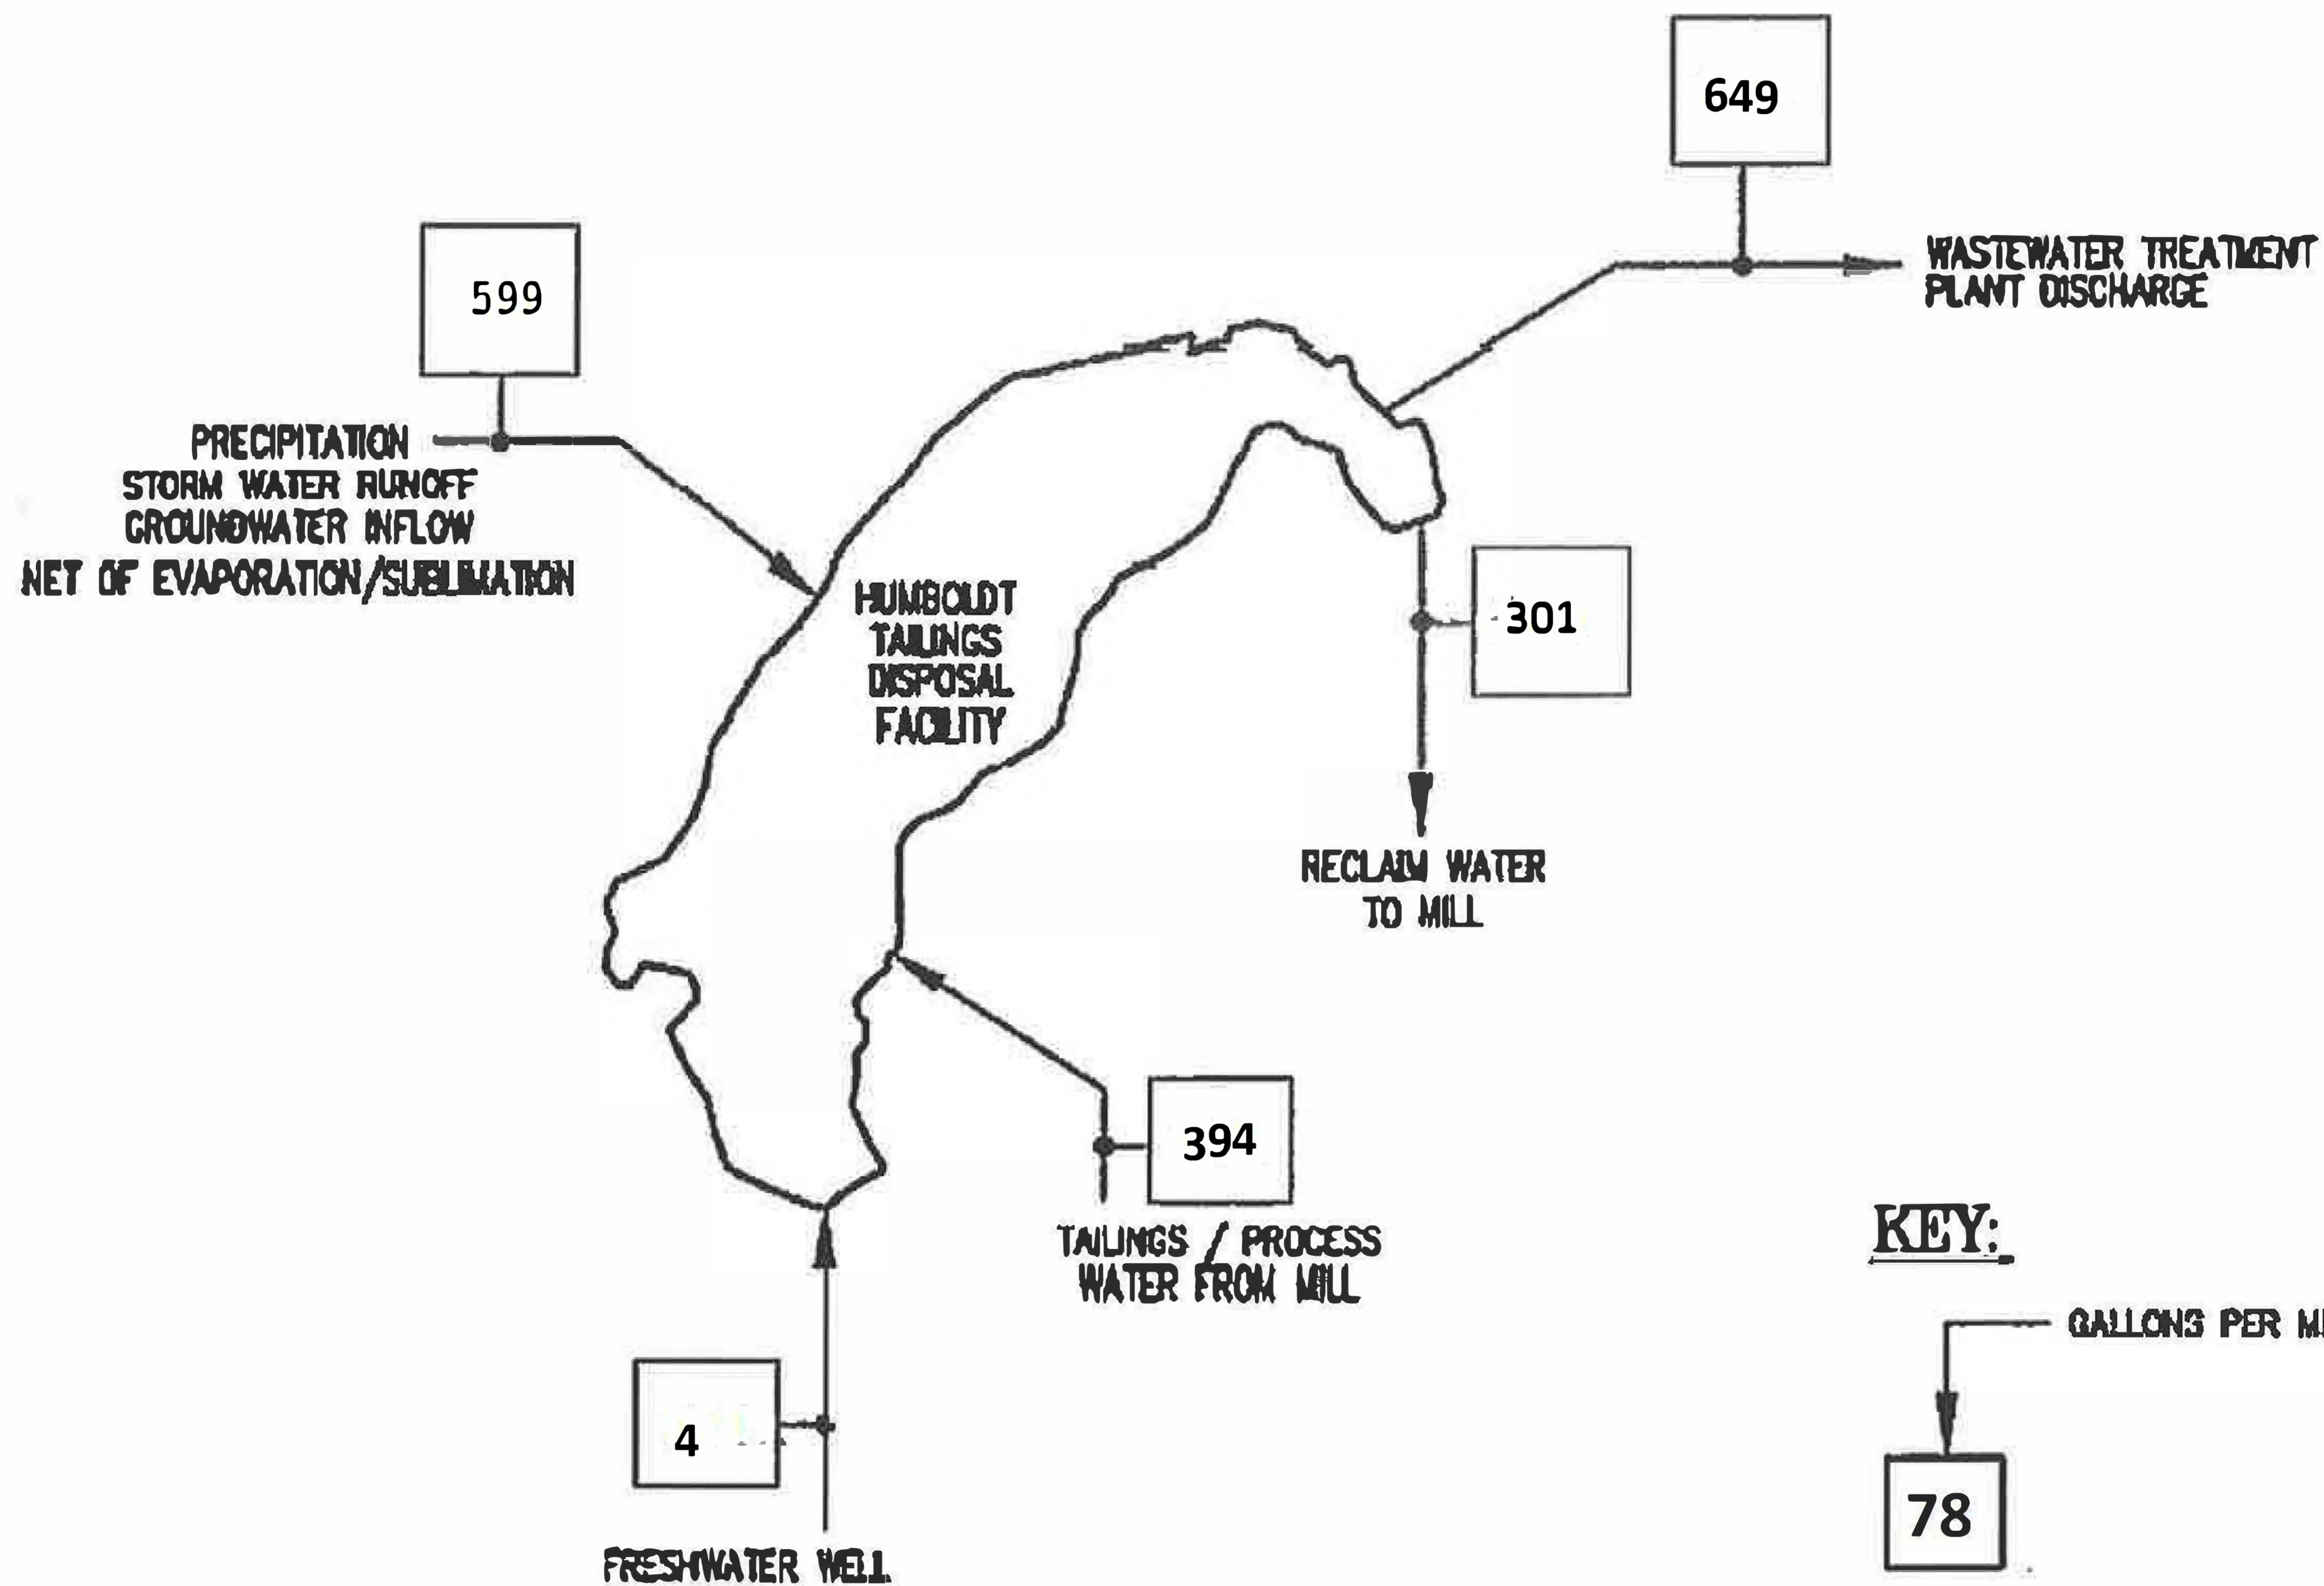 649
WASTEWATER TREATMENT
PLANT DISCHARGE
599
PRECIPITATION
STORM WATER RUNOFF
GROUNDWATER INFLOW
NET OF EVAPORATION/SUBLIMATION
HUMBOLDT
TAILINGS
DISPOSAL
FACILITY
301
RECLAIM WATER
TO MILL
394
TAILINGS / PROCESS
WATER FROM MILL
4
FRESHWATER WELL
KEY:
GALLONS PER MI
78